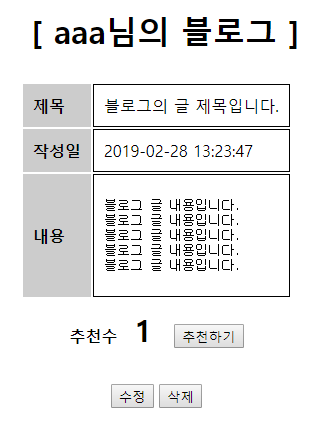 [ aaa님의 블로그 ]
제목 블로그의 글 제목입니다.
작성일 2019-02-28 13:23:47
내용
블로그 글 내용입니다.
블로그 글 내용입니다.
블로그 글 내용입니다.
블로그 글 내용입니다.
블로그 글 내용입니다.
추천수 1 추천하기
수정 삭제